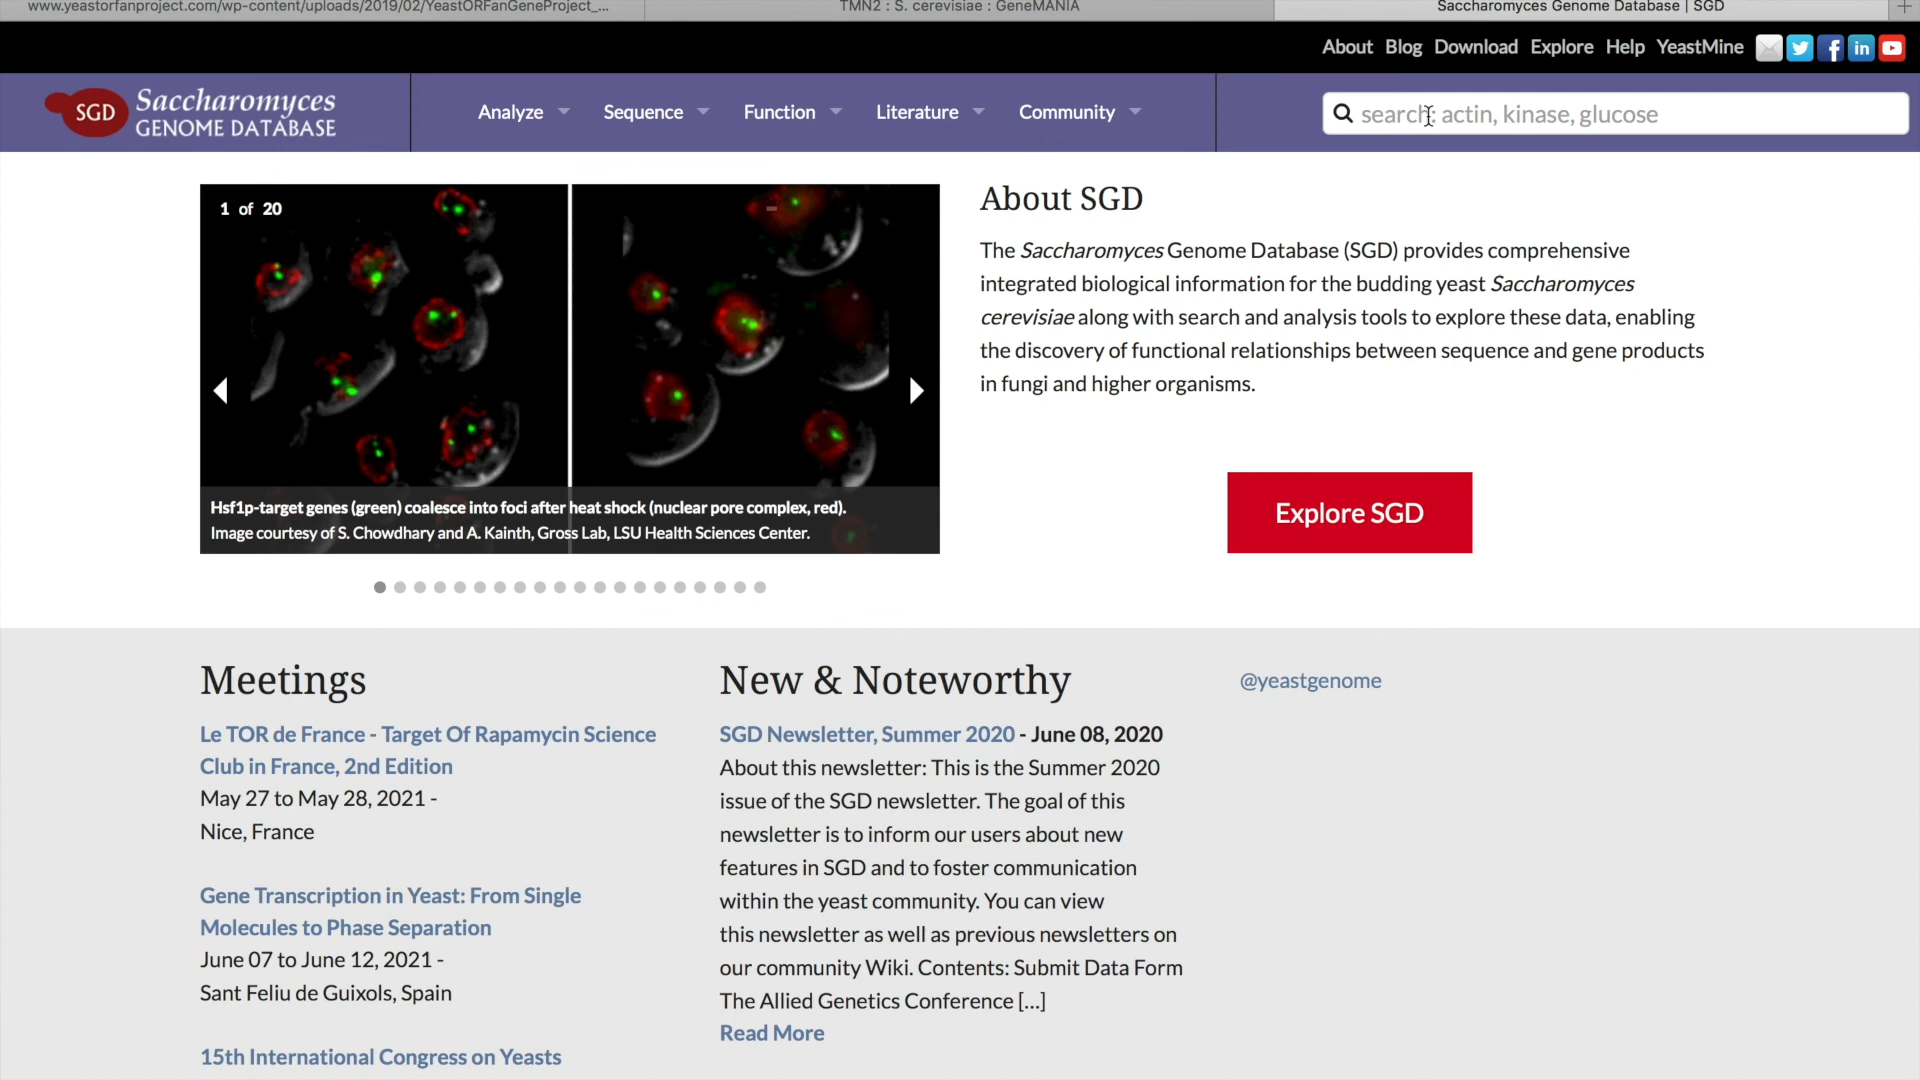 www.yeastorfanproject.com/wp-content/uploads/2019/02/YeastORFanGeneProject_...
TMN2 : S. cerevisiae : GeneMANIA
Saccharomyces Genome Database | SGD
About Blog Download Explore Help YeastMine
SGD
Saccharomyces
GENOME DATABASE
Analyze
Sequence
Function
Literature
Community
search: actin, kinase, glucose
1 of 20
Hsf1p-target genes (green) coalesce into foci after heat shock (nuclear pore complex, red).
Image courtesy of S. Chowdhary and A. Kainth, Gross Lab, LSU Health Sciences Center.
About SGD
The Saccharomyces Genome Database (SGD) provides comprehensive
integrated biological information for the budding yeast Saccharomyces
cerevisiae along with search and analysis tools to explore these data, enabling
the discovery of functional relationships between sequence and gene products
in fungi and higher organisms.
Explore SGD
Meetings
Le TOR de France - Target Of Rapamycin Science
Club in France, 2nd Edition
May 27 to May 28, 2021 -
Nice, France
Gene Transcription in Yeast: From Single
Molecules to Phase Separation
June 07 to June 12, 2021 -
Sant Feliu de Guixols, Spain
15th International Congress on Yeasts
New & Noteworthy
SGD Newsletter, Summer 2020 - June 08, 2020
About this newsletter: This is the Summer 2020
issue of the SGD newsletter. The goal of this
newsletter is to inform our users about new
features in SGD and to foster communication
within the yeast community. You can view
this newsletter as well as previous newsletters on
our community Wiki. Contents: Submit Data Form
The Allied Genetics Conference [...]
Read More
@yeastgenome